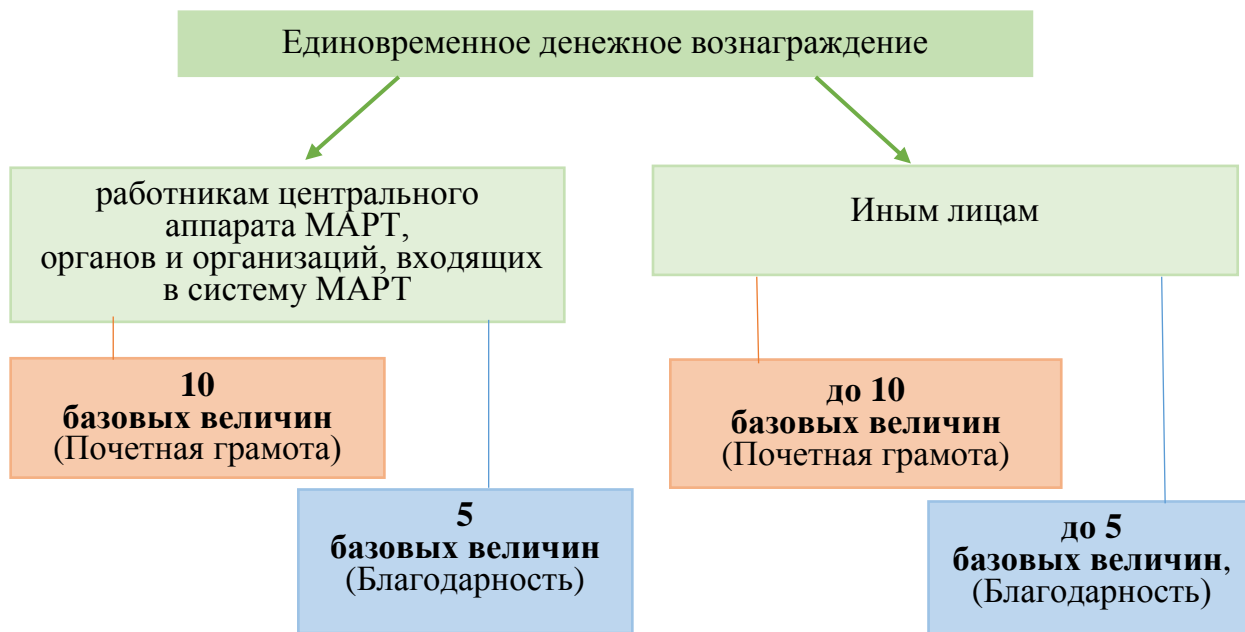 Единовременное денежное вознаграждение
работникам центрального
аппарата МАРТ,
органов и организаций, входящих
в систему МАРТ
Иным лицам
10
базовых величин
(Почетная грамота)
5
базовых величин
(Благодарность)
до 10
базовых величин
(Почетная грамота)
до 5
базовых величин,
(Благодарность)